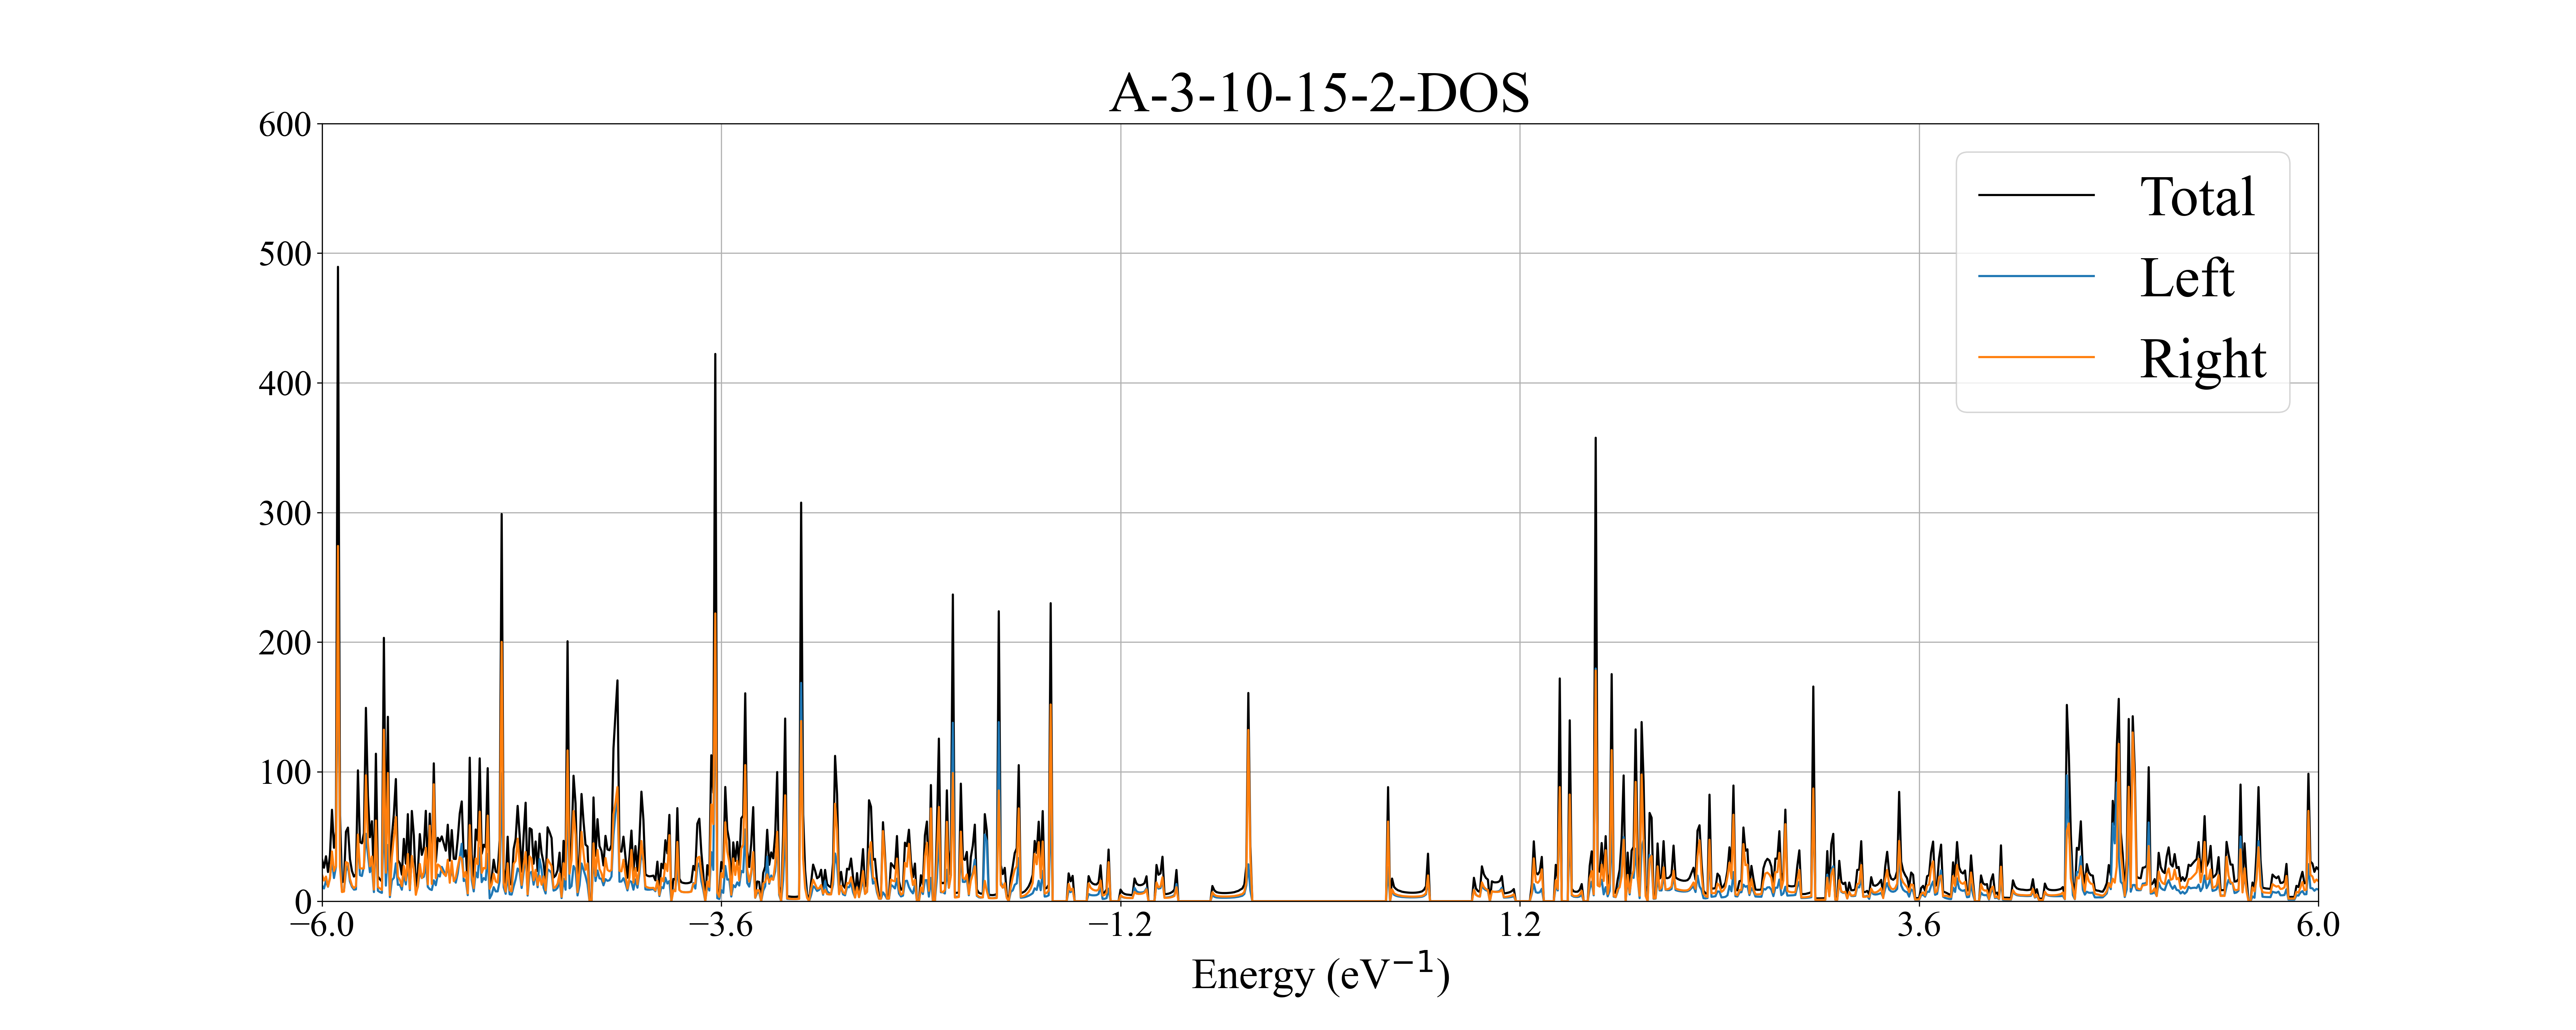 A-3-10-15-2-DOS
600
500
400
300
200
100
0
−6.0
−3.6
−1.2
1.2
3.6
6.0
Energy (eV⁻¹)
Total
Left
Right